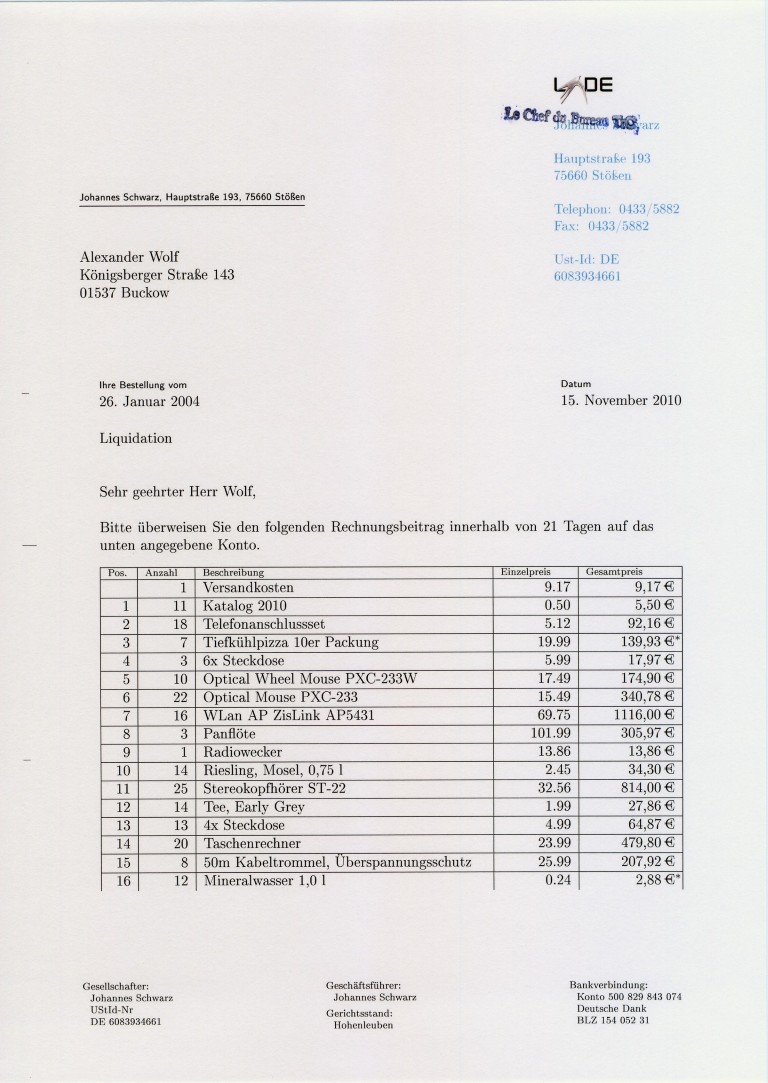 LADE
Le Chef du Bureau
Johannes Schwarz
Hauptstraße 193
75660 Stößen
Telephon: 0433/5882
Fax: 0433/5882
Ust-Id: DE
6083934661
Johannes Schwarz, Hauptstraße 193, 75660 Stößen
Alexander Wolf
Königsberger Straße 143
01537 Buckow
Ihre Bestellung vom Datum
26. Januar 2004 15. November 2010
Liquidation
Sehr geehrter Herr Wolf,
Bitte überweisen Sie den folgenden Rechnungsbeitrag innerhalb von 21 Tagen auf das
unten angegebene Konto.
Pos. Anzahl Beschreibung Einzelpreis Gesamtpreis
1 Versandkosten 9.17 9,17 €
1 11 Katalog 2010 0.50 5,50 €
2 18 Telefonanschlussset 5.12 92,16 €
3 7 Tiefkühlpizza 10er Packung 19.99 139,93 €*
4 3 6x Steckdose 5.99 17,97 €
5 10 Optical Wheel Mouse PXC-233W 17.49 174,90 €
6 22 Optical Mouse PXC-233 15.49 340,78 €
7 16 WLan AP ZisLink AP5431 69.75 1116,00 €
8 3 Panflöte 101.99 305,97 €
9 1 Radiowecker 13.86 13,86 €
10 14 Riesling, Mosel, 0,75 l 2.45 34,30 €
11 25 Stereokopfhörer ST-22 32.56 814,00 €
12 14 Tee, Early Grey 1.99 27,86 €
13 13 4x Steckdose 4.99 64,87 €
14 20 Taschenrechner 23.99 479,80 €
15 8 50m Kabeltrommel, Überspannungsschutz 25.99 207,92 €
16 12 Mineralwasser 1,0 l 0.24 2,88 €*
Gesellschafter:
Johannes Schwarz
UStId-Nr
DE 6083934661
Geschäftsführer:
Johannes Schwarz
Gerichtsstand:
Hohenleuben
Bankverbindung:
Konto 500 829 843 074
Deutsche Dank
BLZ 154 052 31